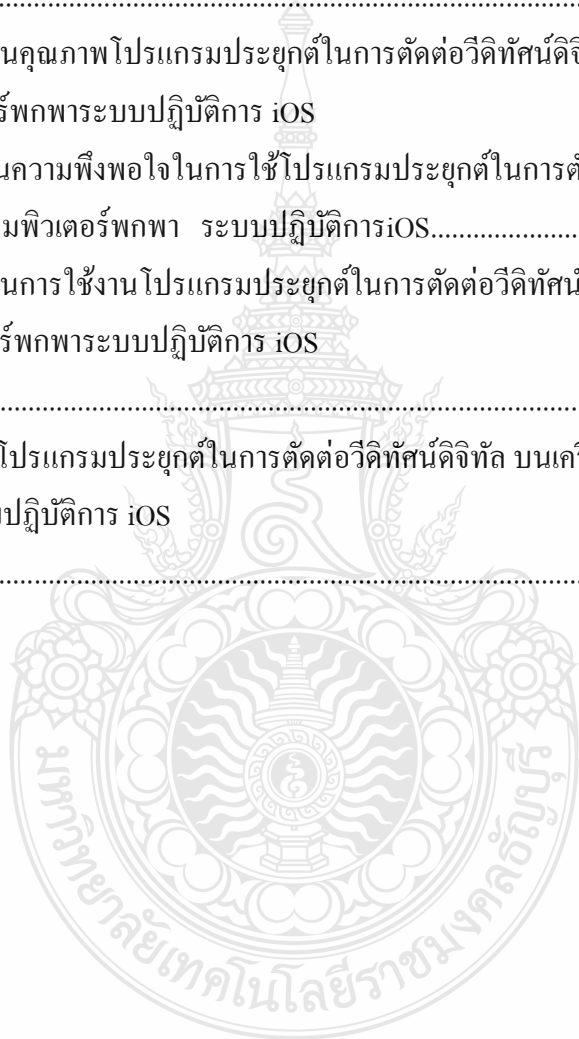 ................................................................................
นคุณภาพโปรแกรมประยุกต์ในการตัดต่อวีดิทัศน์ดิจิ
ร์พกพาระบบปฏิบัติการ iOS
นความพึงพอใจในการใช้โปรแกรมประยุกต์ในการตั
มพิวเตอร์พกพา ระบบปฏิบัติการiOS.....................
นการใช้งานโปรแกรมประยุกต์ในการตัดต่อวีดิทัศน์
ร์พกพาระบบปฏิบัติการ iOS
................................................................................
โปรแกรมประยุกต์ในการตัดต่อวีดิทัศน์ดิจิทัล บนเครื
ปฏิบัติการ iOS
................................................................................
มหาวิทยาลัยเทคโนโลยีราชมงคลธัญบุรี